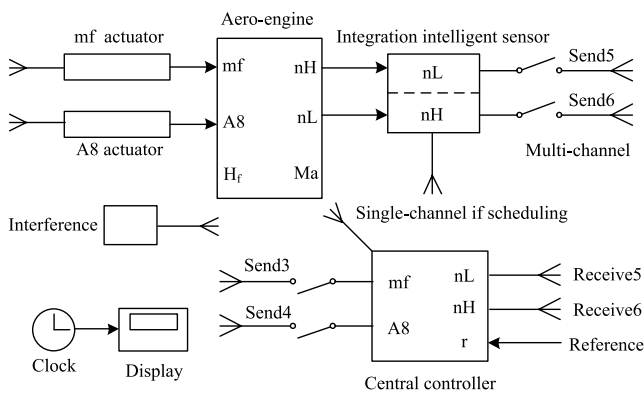 Aero-engine
mf actuator
Integration intelligent sensor
mf
nH
nL
Send5
A8
nL
nH
Send6
A8 actuator
Multi-channel
Hf
Ma
Interference
Single-channel if scheduling
Send3
mf
nL
Receive5
Send4
nH
Receive6
A8
r
Reference
Clock
Display
Central controller